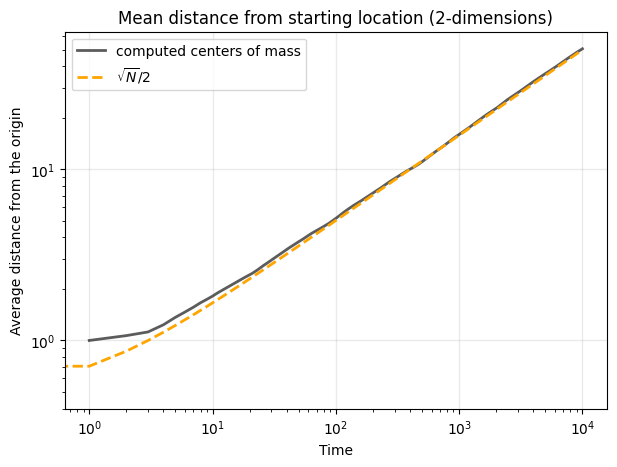 Mean distance from starting location (2-dimensions)
computed centers of mass
√N/2
Average distance from the origin
10¹
10⁰
10⁰ 10¹ 10² 10³ 10⁴
Time